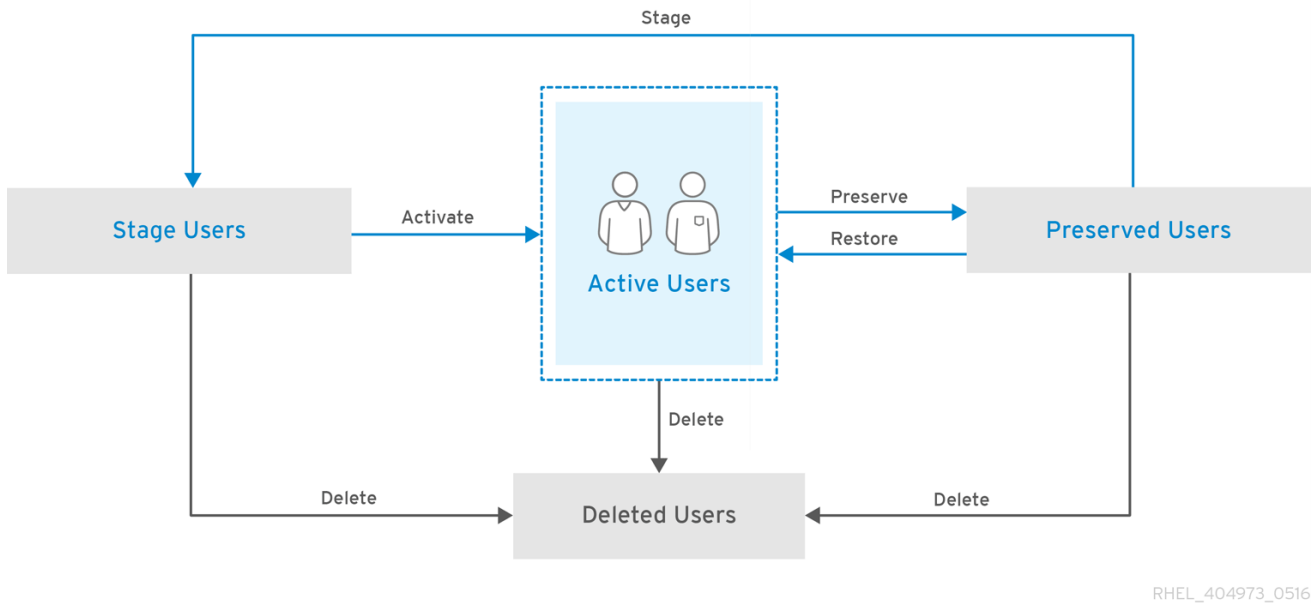 Stage
Stage Users
Activate
Active Users
Preserve
Restore
Preserved Users
Delete
Delete
Deleted Users
Delete
RHEL_404973_0516